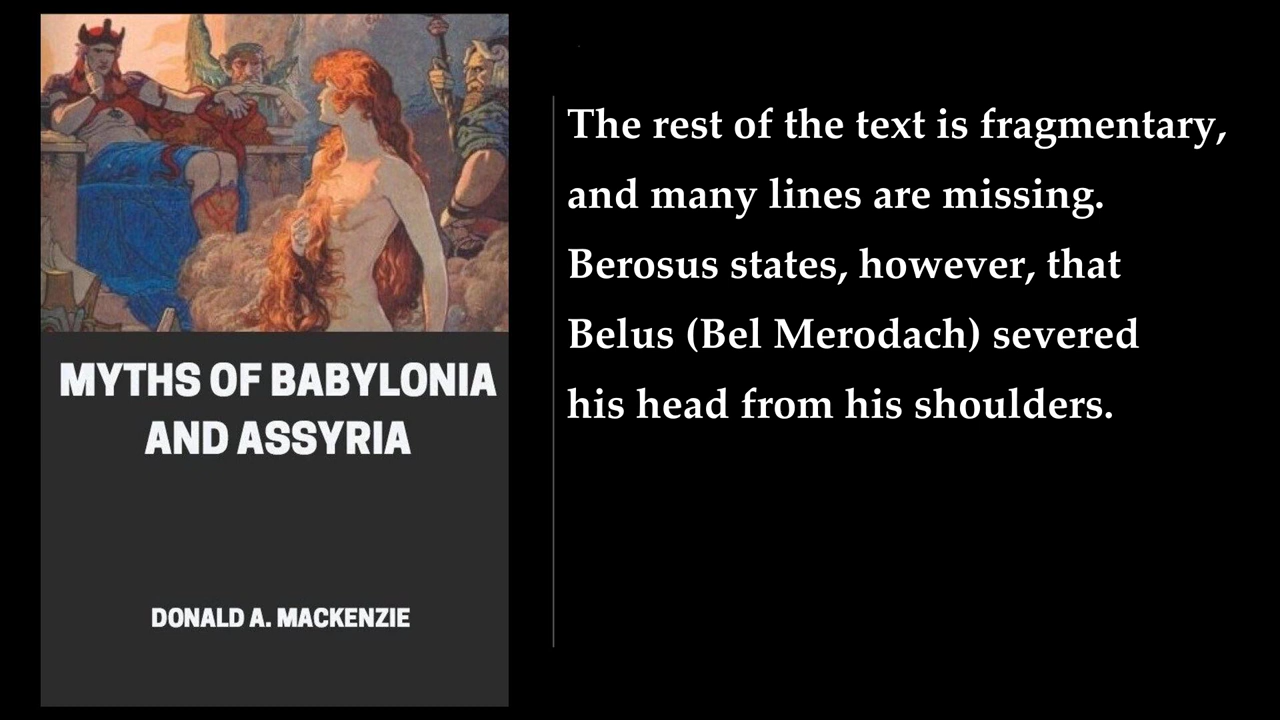 MYTHS OF BABYLONIA
AND ASSYRIA
DONALD A. MACKENZIE
The rest of the text is fragmentary,
and many lines are missing.
Berosus states, however, that
Belus (Bel Merodach) severed
his head from his shoulders.